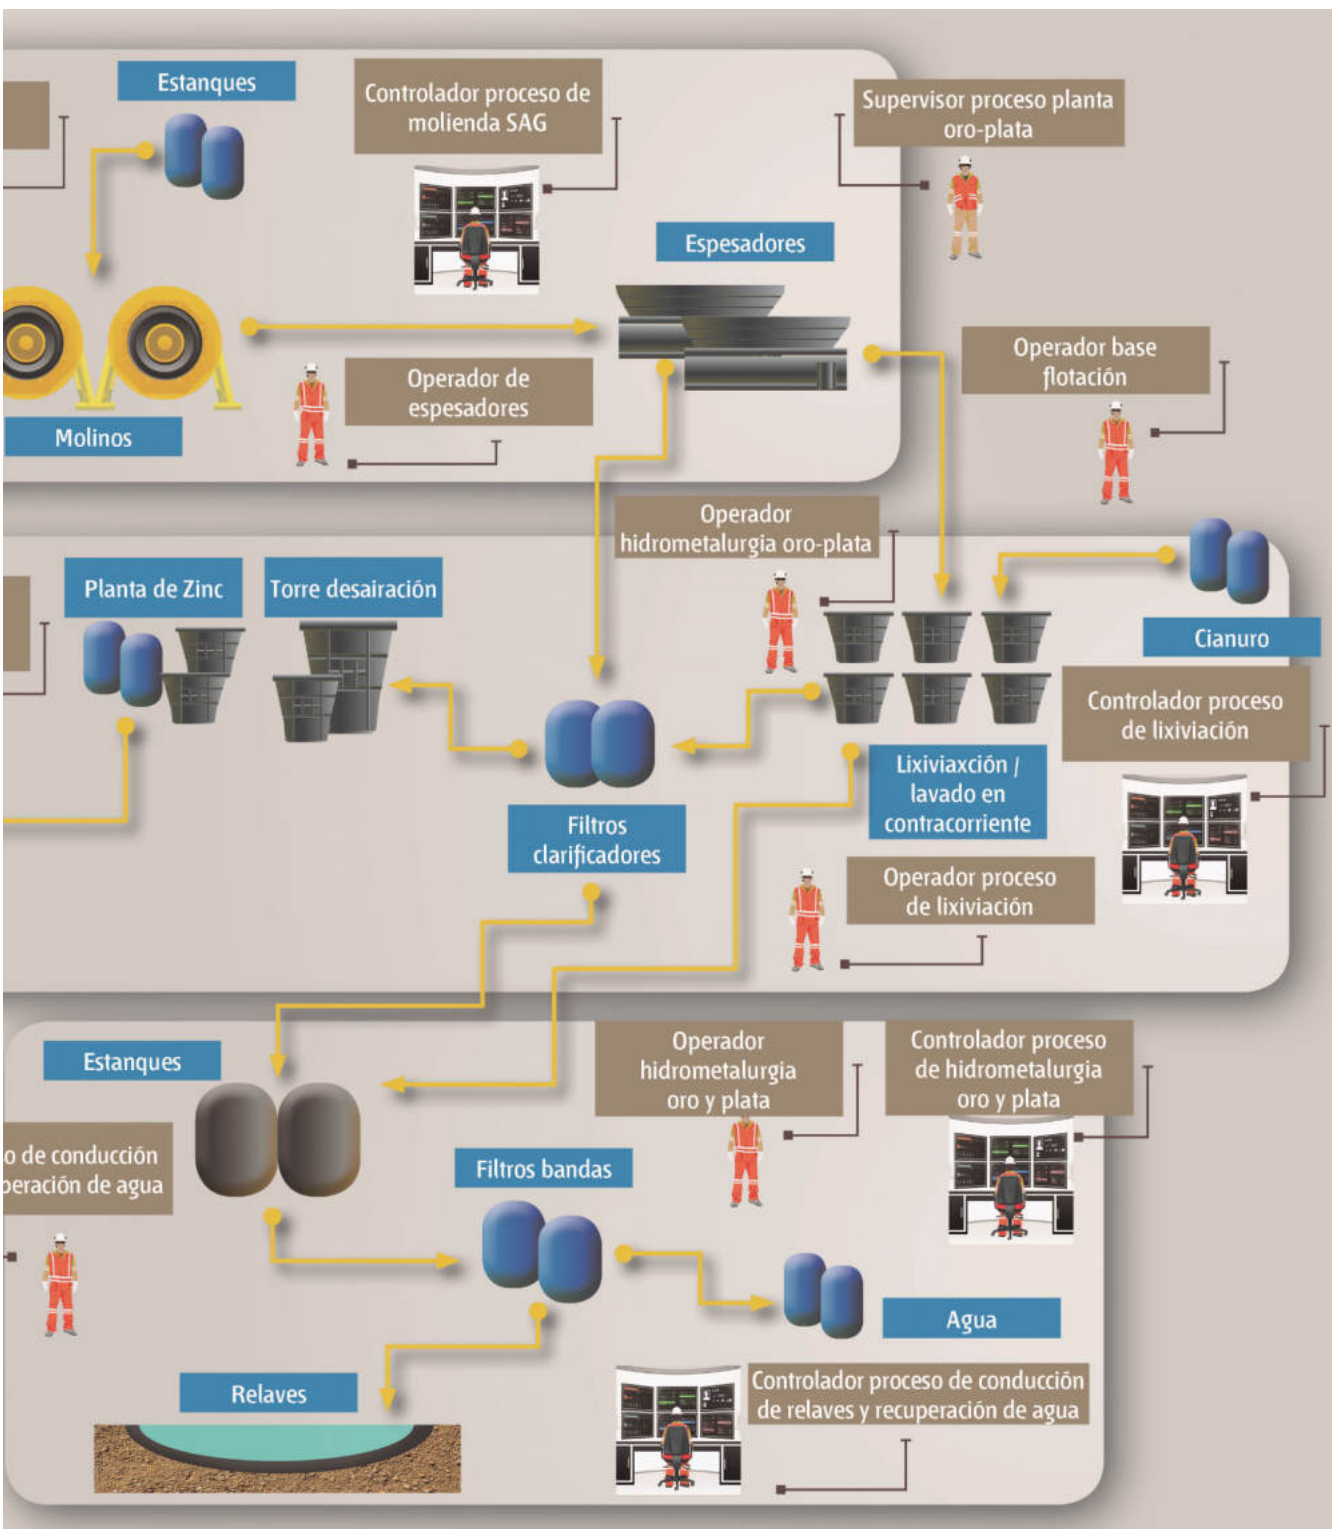 Estanques
Controlador proceso de
molienda SAG
Supervisor proceso planta
oro-plata
Espesadores
Operador base
flotación
Operador de
espesadores
Molinos
Operador
hidrometalurgia oro-plata
Planta de Zinc
Torre desairación
Cianuro
Controlador proceso
de lixiviación
Lixiviaxción /
lavado en
contracorriente
Filtros
clarificadores
Operador proceso
de lixiviación
Estanques
Operador
hidrometalurgia
oro y plata
Controlador proceso
de hidrometalurgia
oro y plata
o de conducción
peración de agua
Filtros bandas
Agua
Relaves
Controlador proceso de conducción
de relaves y recuperación de agua